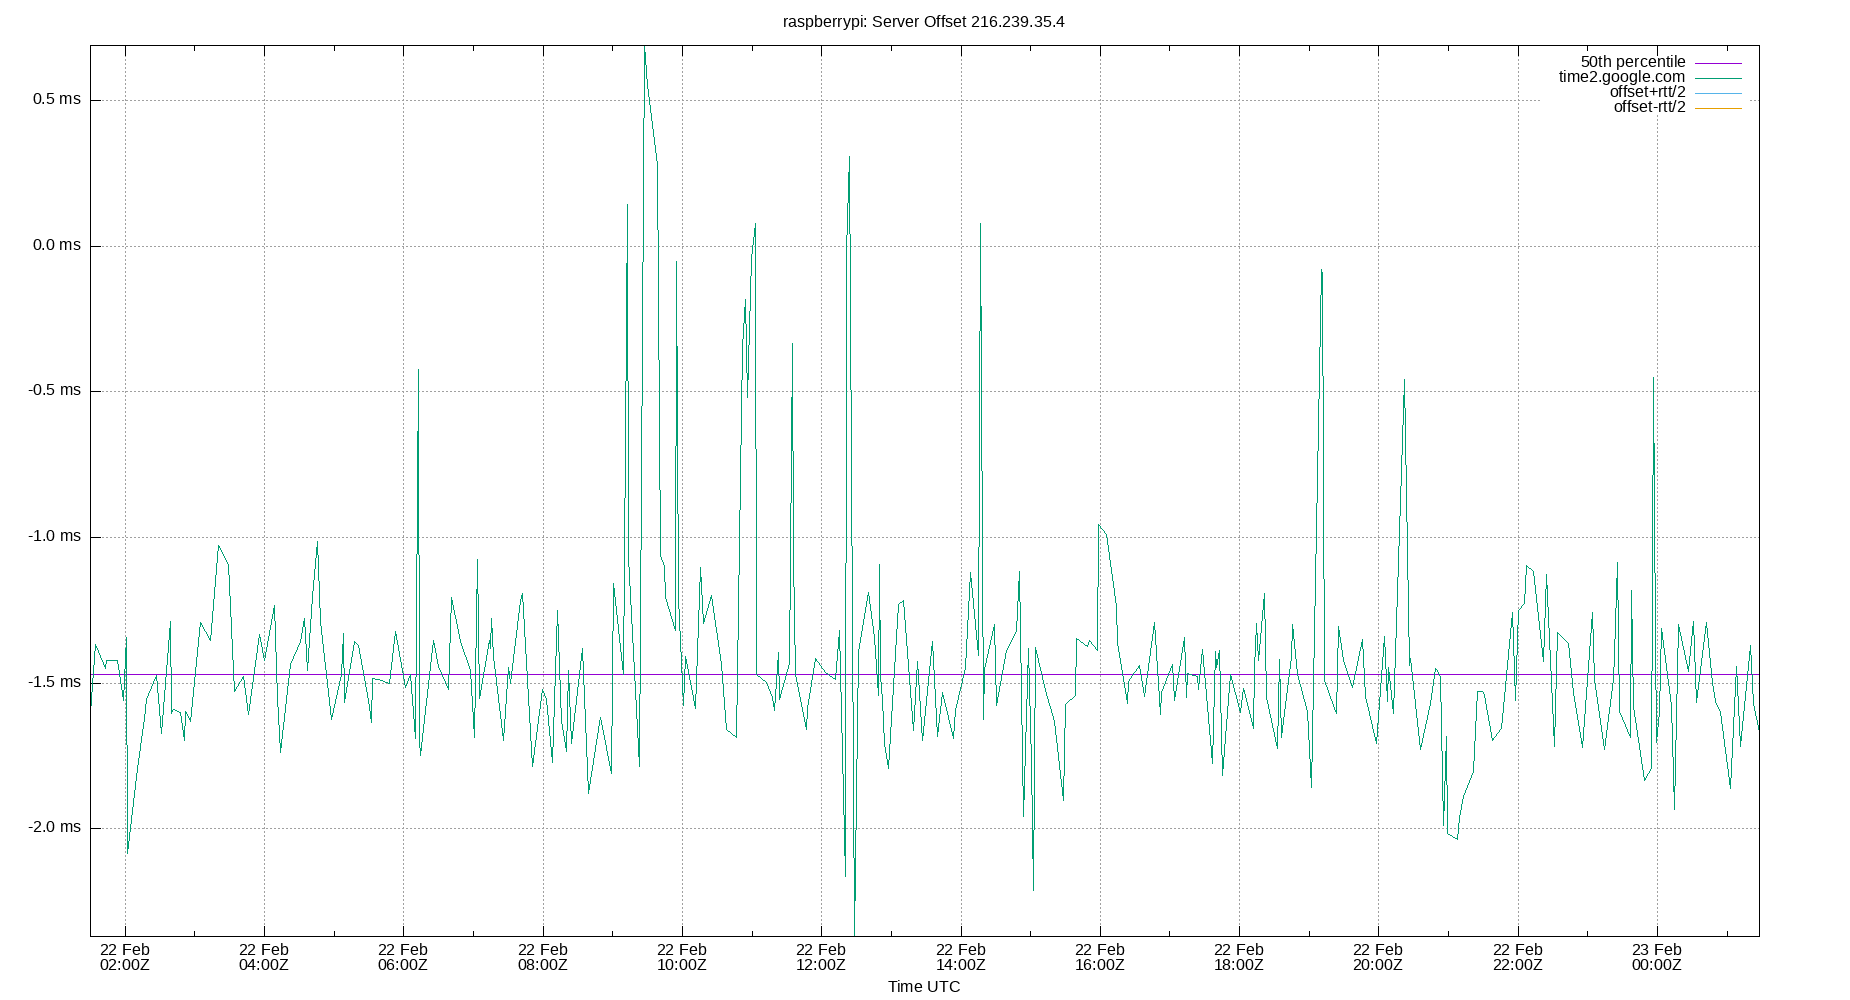 raspberrypi: Server Offset 216.239.35.4
50th percentile
time2.google.com
offset+rtt/2
offset-rtt/2
0.5 ms
0.0 ms
-0.5 ms
-1.0 ms
-1.5 ms
-2.0 ms
22 Feb 22 Feb 22 Feb 22 Feb 22 Feb 22 Feb 22 Feb 22 Feb 22 Feb 22 Feb 22 Feb 23 Feb
02:00Z 04:00Z 06:00Z 08:00Z 10:00Z 12:00Z 14:00Z 16:00Z 18:00Z 20:00Z 22:00Z 00:00Z
Time UTC